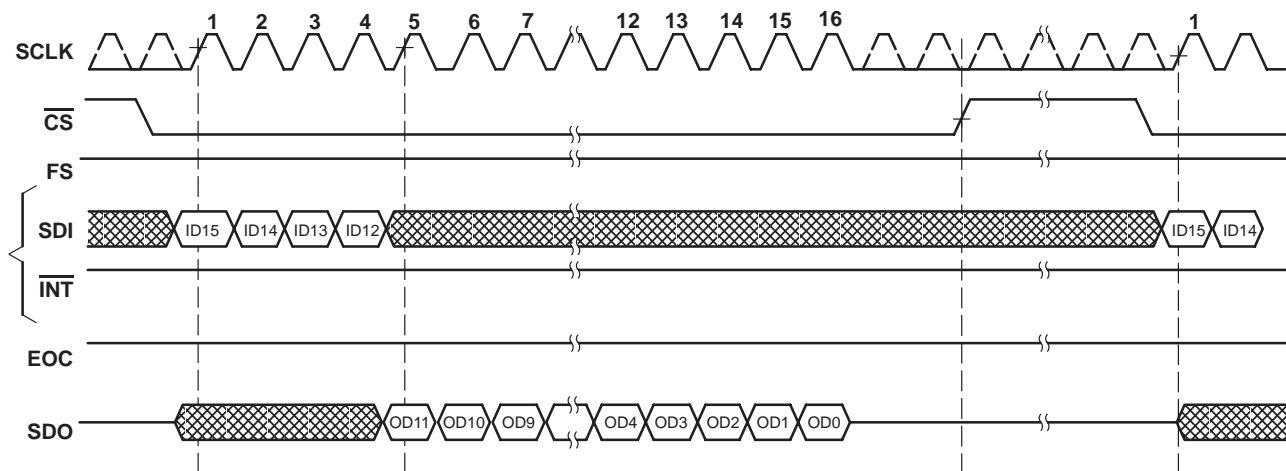 1 2 3 4 5 6 7 12 13 14 15 16 1
SCLK
CS
FS
SDI ID15 ID14 ID13 ID12 ID15 ID14
INT
EOC
SDO OD11 OD10 OD9 OD4 OD3 OD2 OD1 OD0